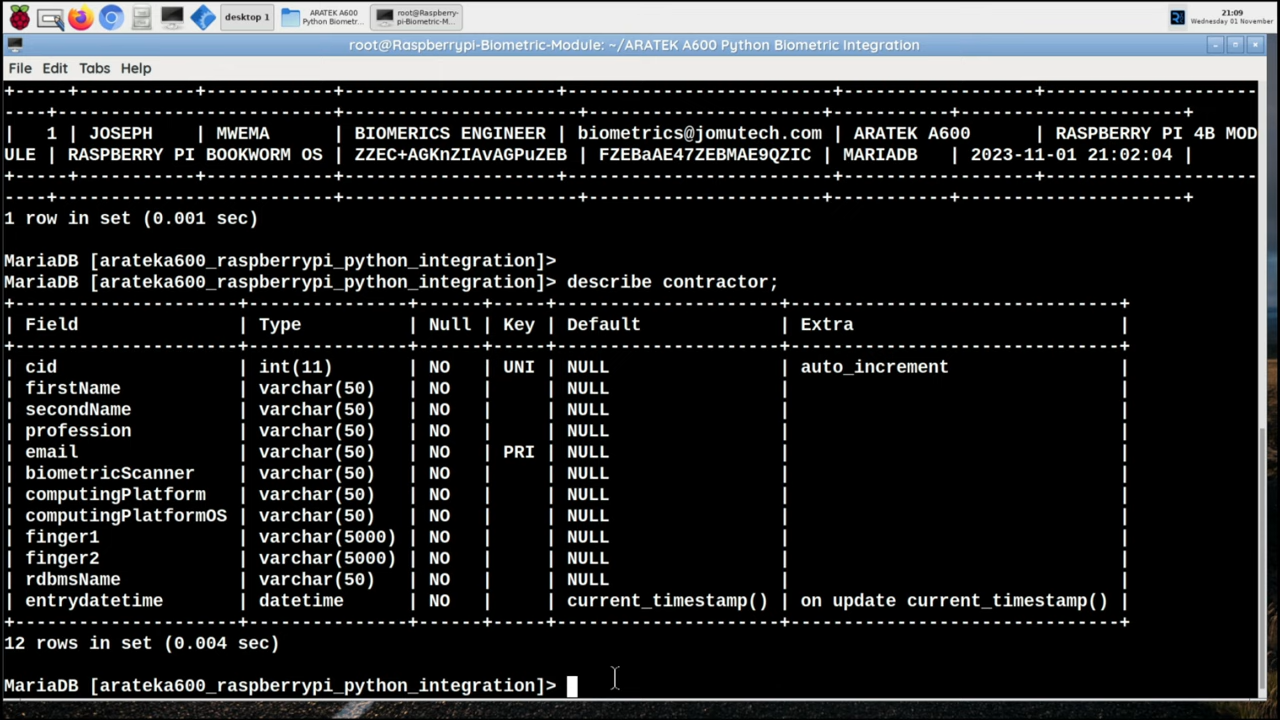 desktop 1
ARATEK A600
Python Biometr...
root@Raspberry-
pi-Biometric-M...
21:09
Wednesday 01 November
root@Raspberrypi-Biometric-Module: ~/ARATEK A600 Python Biometric Integration
File Edit Tabs Help
+-----+-----------+-------------+--------------------+------------------------+----------------+--------------------
----+--------------------------+----------------------+----------------------+-----------+---------------------+
| 1 | JOSEPH | MWEMA | BIOMERICS ENGINEER | biometrics@jomutech.com | ARATEK A600 | RASPBERRY PI 4B MOD
ULE | RASPBERRY PI BOOKWORM OS | ZZEC+AGKnZIAvAGPuZEB | FZEBaAE47ZEBMAE9QZIC | MARIADB | 2023-11-01 21:02:04 |
+-----+-----------+-------------+--------------------+------------------------+----------------+--------------------
----+--------------------------+----------------------+----------------------+-----------+---------------------+
1 row in set (0.001 sec)
MariaDB [arateka600_raspberrypi_python_integration]>
MariaDB [arateka600_raspberrypi_python_integration]> describe contractor;
+---------------------+---------------+------+-----+---------------------+-------------------------------+
| Field | Type | Null | Key | Default | Extra |
+---------------------+---------------+------+-----+---------------------+-------------------------------+
| cid | int(11) | NO | UNI | NULL | auto_increment |
| firstName | varchar(50) | NO | | NULL | |
| secondName | varchar(50) | NO | | NULL | |
| profession | varchar(50) | NO | | NULL | |
| email | varchar(50) | NO | PRI | NULL | |
| biometricScanner | varchar(50) | NO | | NULL | |
| computingPlatform | varchar(50) | NO | | NULL | |
| computingPlatformOS | varchar(50) | NO | | NULL | |
| finger1 | varchar(5000) | NO | | NULL | |
| finger2 | varchar(5000) | NO | | NULL | |
| rdbmsName | varchar(50) | NO | | NULL | |
| entrydatetime | datetime | NO | | current_timestamp() | on update current_timestamp() |
+---------------------+---------------+------+-----+---------------------+-------------------------------+
12 rows in set (0.004 sec)
MariaDB [arateka600_raspberrypi_python_integration]>